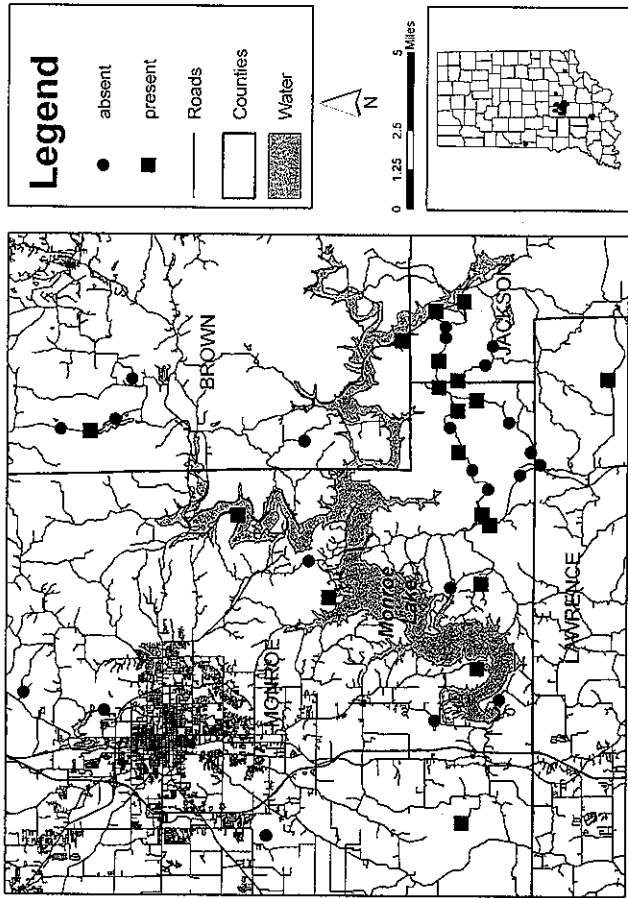 BROWN
MONROE
Monroe
Lake
JACKSON
LAWRENCE
Legend
absent
present
Roads
Counties
Water
N
0 1.25 2.5 5
Miles